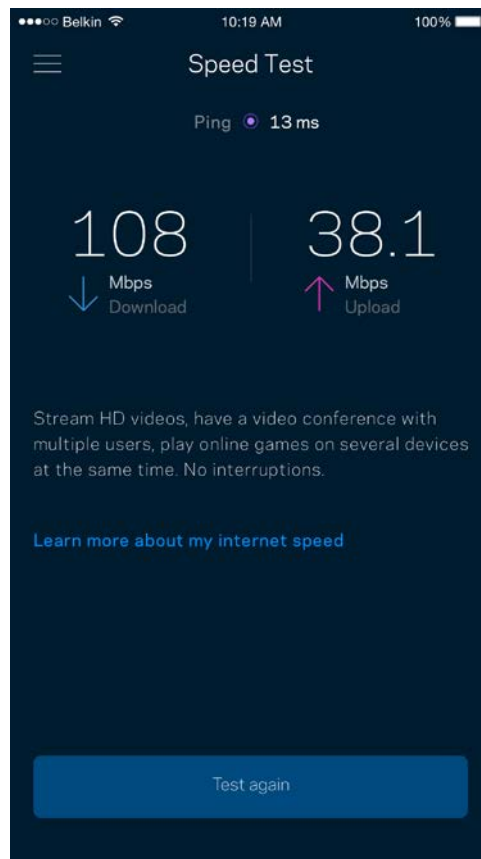 ●●●○○ Belkin 10:19 AM 100%
Speed Test
Ping 13 ms
108 38.1
Mbps Mbps
Download Upload
Stream HD videos, have a video conference with
multiple users, play online games on several devices
at the same time. No interruptions.
Learn more about my internet speed
Test again